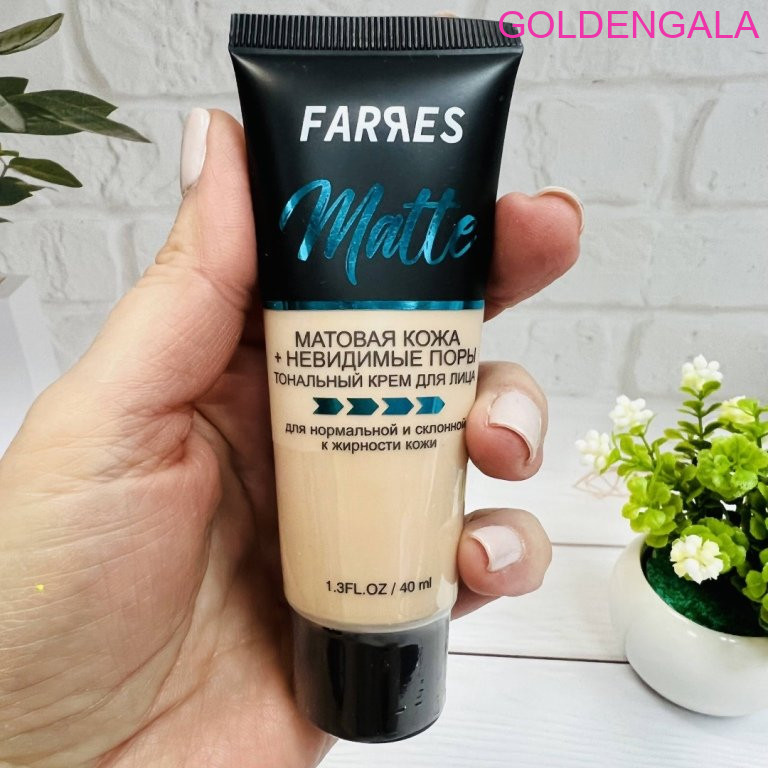 GOLDENGALA
FARЯES
Matte
МАТОВАЯ КОЖА
+ НЕВИДИМЫЕ ПОРЫ
ТОНАЛЬНЫЙ КРЕМ ДЛЯ ЛИЦА
для нормальной и склонной
к жирности кожи
1.3FL.OZ / 40 ml